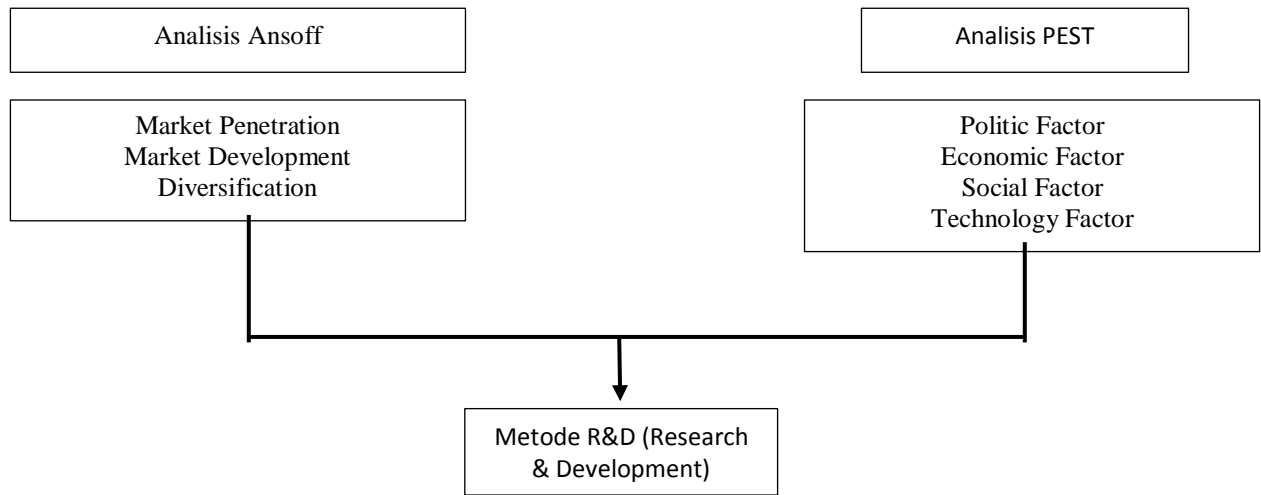 Analisis Ansoff
Analisis PEST
Market Penetration
Market Development
Diversification
Politic Factor
Economic Factor
Social Factor
Technology Factor
Metode R&D (Research
& Development)